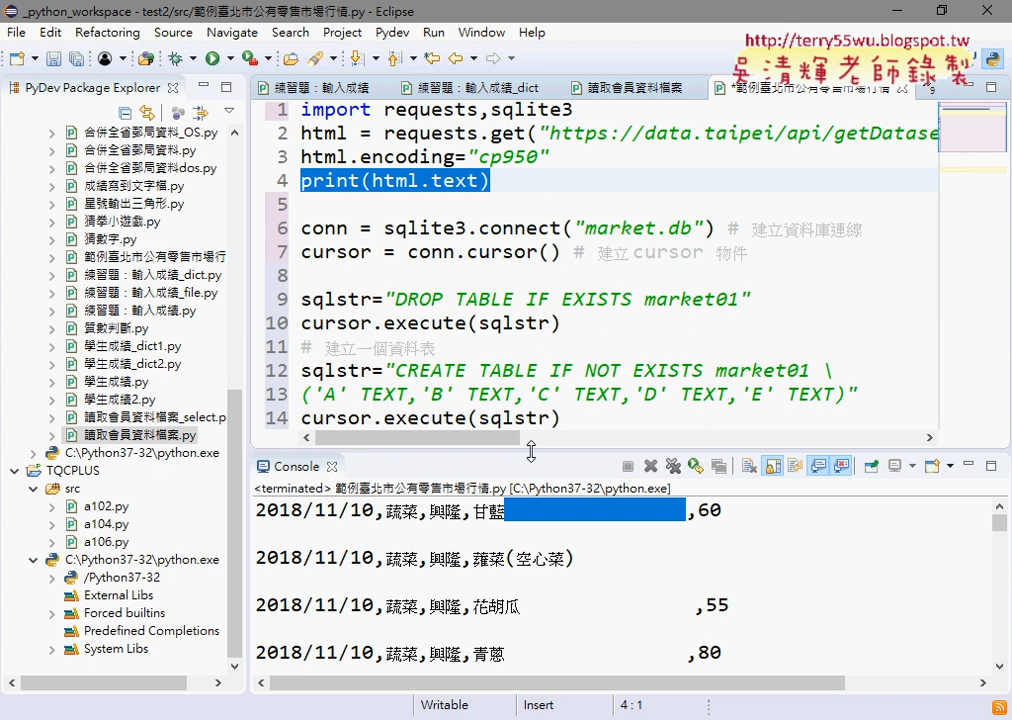 _python_workspace - test2/src/範例臺北市公有零售市場行情.py - Eclipse
File Edit Refactoring Source Navigate Search Project Pydev Run Window Help
http://terry55wu.blogspot.tw
吳清輝老師錄製
PyDev Package Explorer
練習題：輸入成績
練習題：輸入成績_dict
讀取會員資料檔案
*範例臺北市公有零售市場行情
合併全省郵局資料_OS.py
合併全省郵局資料.py
合併全省郵局資料dos.py
成績寫到文字檔.py
星號輸出三角形.py
猜拳小遊戲.py
猜數字.py
範例臺北市公有零售市場行
練習題：輸入成績_dict.py
練習題：輸入成績_file.py
練習題：輸入成績.py
質數判斷.py
學生成績_dict1.py
學生成績_dict2.py
學生成績.py
學生成績2.py
讀取會員資料檔案_select.p
讀取會員資料檔案.py
C:\Python37-32\python.exe
TQCPLUS
src
a102.py
a104.py
a106.py
C:\Python37-32\python.exe
/Python37-32
External Libs
Forced builtins
Predefined Completions
System Libs
1 import requests,sqlite3
2 html = requests.get("https://data.taipei/api/getDatase
3 html.encoding="cp950"
4 print(html.text)
5
6 conn = sqlite3.connect("market.db") # 建立資料庫連線
7 cursor = conn.cursor() # 建立 cursor 物件
8
9 sqlstr="DROP TABLE IF EXISTS market01"
10 cursor.execute(sqlstr)
11 # 建立一個資料表
12 sqlstr="CREATE TABLE IF NOT EXISTS market01 \
13 ('A' TEXT,'B' TEXT,'C' TEXT,'D' TEXT,'E' TEXT)"
14 cursor.execute(sqlstr)
Console
<terminated> 範例臺北市公有零售市場行情.py [C:\Python37-32\python.exe]
2018/11/10,蔬菜,興隆,甘藍 ,60
2018/11/10,蔬菜,興隆,蕹菜(空心菜)
2018/11/10,蔬菜,興隆,花胡瓜 ,55
2018/11/10,蔬菜,興隆,青蔥 ,80
Writable Insert 4 : 1